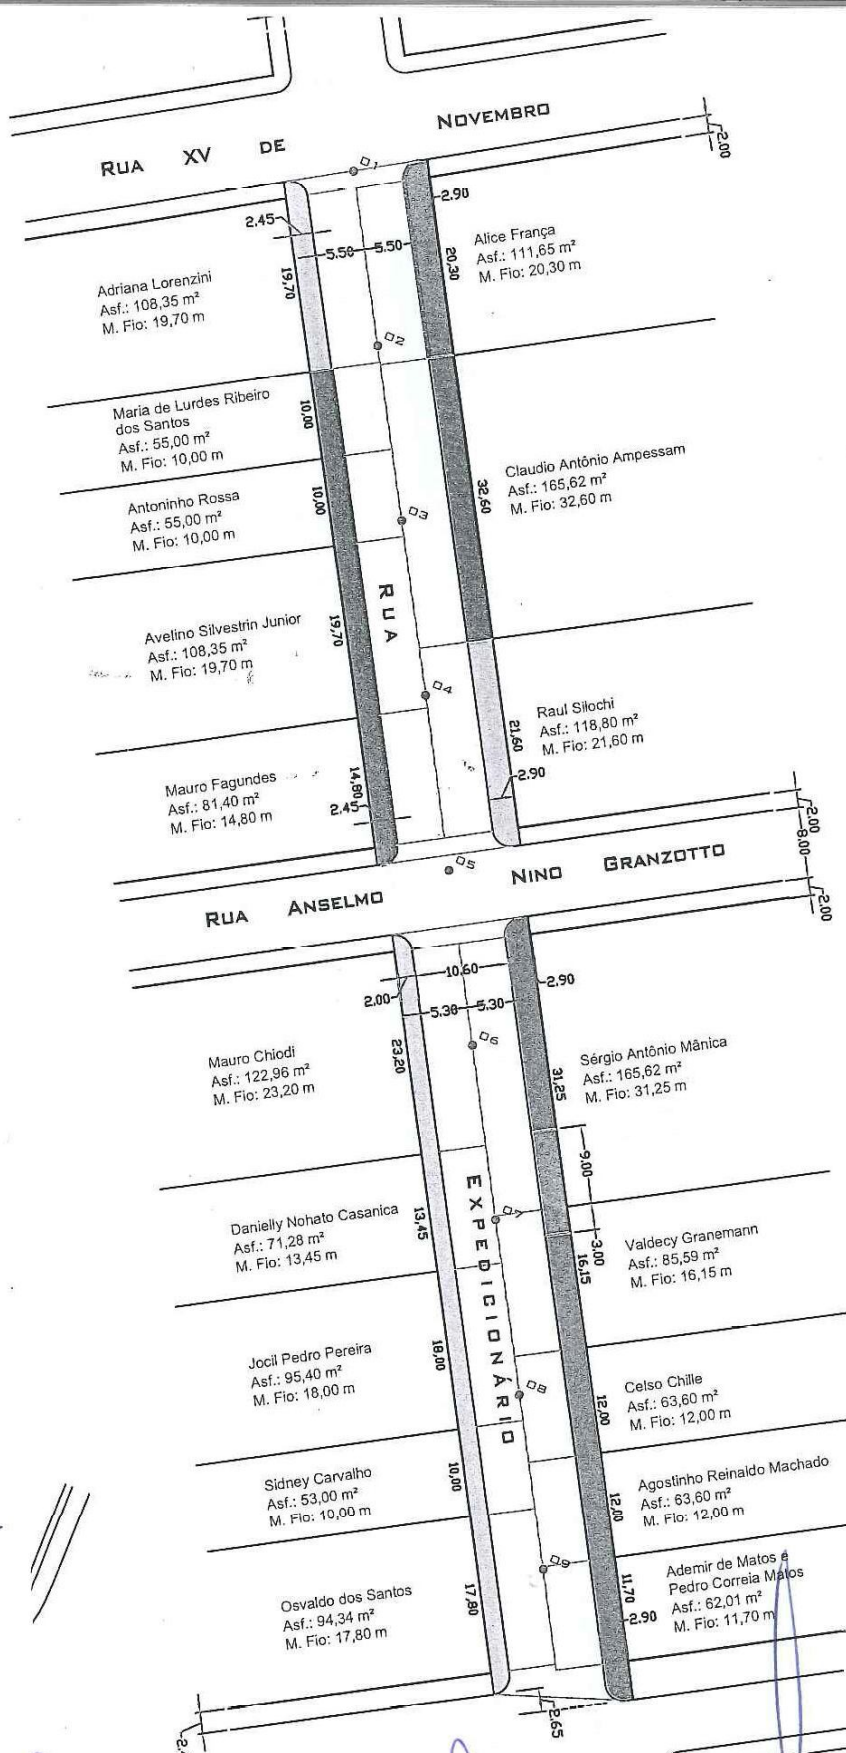 RUA XV DE NOVEMBRO
2.00
01
2.90
2.45
5.50 5.50
Adriana Lorenzini
Asf.: 108,35 m²
M. Fio: 19,70 m
19,70
20,30
Alice França
Asf.: 111,65 m²
M. Fio: 20,30 m
02
Maria de Lurdes Ribeiro
dos Santos
Asf.: 55,00 m²
M. Fio: 10,00 m
10,00
Antoninho Rossa
Asf.: 55,00 m²
M. Fio: 10,00 m
10,00
03
32,60
Claudio Antônio Ampessam
Asf.: 165,62 m²
M. Fio: 32,60 m
RUA
Avelino Silvestrin Junior
Asf.: 108,35 m²
M. Fio: 19,70 m
19,70
04
21,60
Raul Silochi
Asf.: 118,80 m²
M. Fio: 21,60 m
2.90
Mauro Fagundes
Asf.: 81,40 m²
M. Fio: 14,80 m
14,80
2.45
05
RUA ANSELMO NINO GRANZOTTO
2.00
8.00
2.00
10.60
2.90
2.00
5.30 5.30
06
Mauro Chiodi
Asf.: 122,96 m²
M. Fio: 23,20 m
23,20
31,25
Sérgio Antônio Mânica
Asf.: 165,62 m²
M. Fio: 31,25 m
9.00
EXPEDICIONÁRIO
07
Danielly Nohato Casanica
Asf.: 71,28 m²
M. Fio: 13,45 m
13,45
3.00
16,15
Valdecy Granemann
Asf.: 85,59 m²
M. Fio: 16,15 m
Jocil Pedro Pereira
Asf.: 95,40 m²
M. Fio: 18,00 m
18,00
08
12,00
Celso Chille
Asf.: 63,60 m²
M. Fio: 12,00 m
Sidney Carvalho
Asf.: 53,00 m²
M. Fio: 10,00 m
10,00
12,00
Agostinho Reinaldo Machado
Asf.: 63,60 m²
M. Fio: 12,00 m
09
Osvaldo dos Santos
Asf.: 94,34 m²
M. Fio: 17,80 m
17,80
11,70
2.90
Ademir de Matos e
Pedro Correia Matos
Asf.: 62,01 m²
M. Fio: 11,70 m
2.65